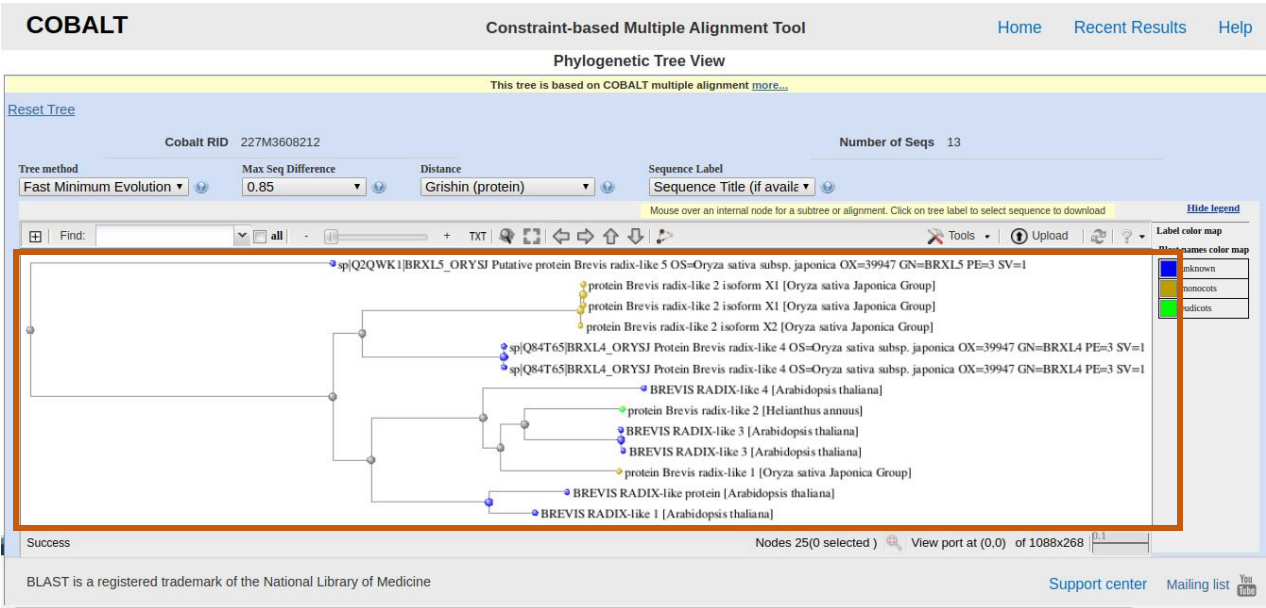 COBALT Constraint-based Multiple Alignment Tool Home Recent Results Help
Phylogenetic Tree View
This tree is based on COBALT multiple alignment more...
Reset Tree
Cobalt RID 227M3608212 Number of Seqs 13
Tree method Max Seq Difference Distance Sequence Label
Fast Minimum Evolution 0.85 Grishin (protein) Sequence Title (if availa
Mouse over an internal node for a subtree or alignment. Click on tree label to select sequence to download Hide legend
Find: all - + TXT Tools Upload ? Label color map
Blast names color map
sp|Q2QWK1|BRXL5_ORYSJ Putative protein Brevis radix-like 5 OS=Oryza sativa subsp. japonica OX=39947 GN=BRXL5 PE=3 SV=1 unknown
protein Brevis radix-like 2 isoform X1 [Oryza sativa Japonica Group] monocots
protein Brevis radix-like 2 isoform X1 [Oryza sativa Japonica Group] eudicots
protein Brevis radix-like 2 isoform X2 [Oryza sativa Japonica Group]
sp|Q84T65|BRXL4_ORYSJ Protein Brevis radix-like 4 OS=Oryza sativa subsp. japonica OX=39947 GN=BRXL4 PE=3 SV=1
sp|Q84T65|BRXL4_ORYSJ Protein Brevis radix-like 4 OS=Oryza sativa subsp. japonica OX=39947 GN=BRXL4 PE=3 SV=1
BREVIS RADIX-like 4 [Arabidopsis thaliana]
protein Brevis radix-like 2 [Helianthus annuus]
BREVIS RADIX-like 3 [Arabidopsis thaliana]
BREVIS RADIX-like 3 [Arabidopsis thaliana]
protein Brevis radix-like 1 [Oryza sativa Japonica Group]
BREVIS RADIX-like protein [Arabidopsis thaliana]
BREVIS RADIX-like 1 [Arabidopsis thaliana]
Success Nodes 25(0 selected ) View port at (0,0) of 1088x268 0.1
BLAST is a registered trademark of the National Library of Medicine Support center Mailing list You Tube